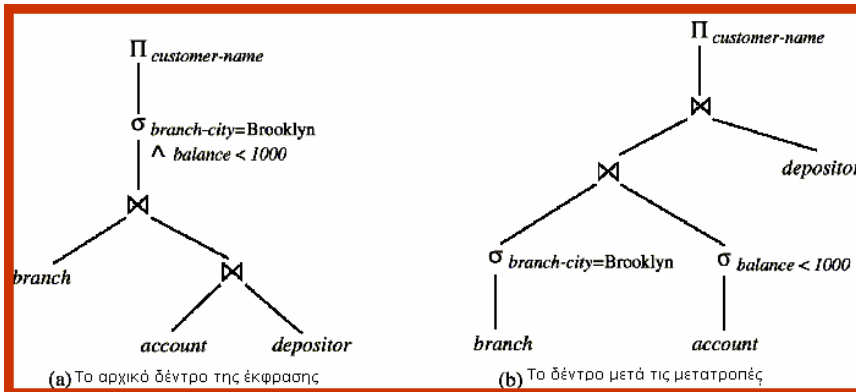 Π customer-name
σ branch-city=Brooklyn
∧ balance < 1000
⋈
branch
⋈
account
depositor
(a) Το αρχικό δέντρο της έκφρασης
Π customer-name
⋈
⋈
depositor
σ branch-city=Brooklyn
σ balance < 1000
branch
account
(b) Το δέντρο μετά τις μετατροπές